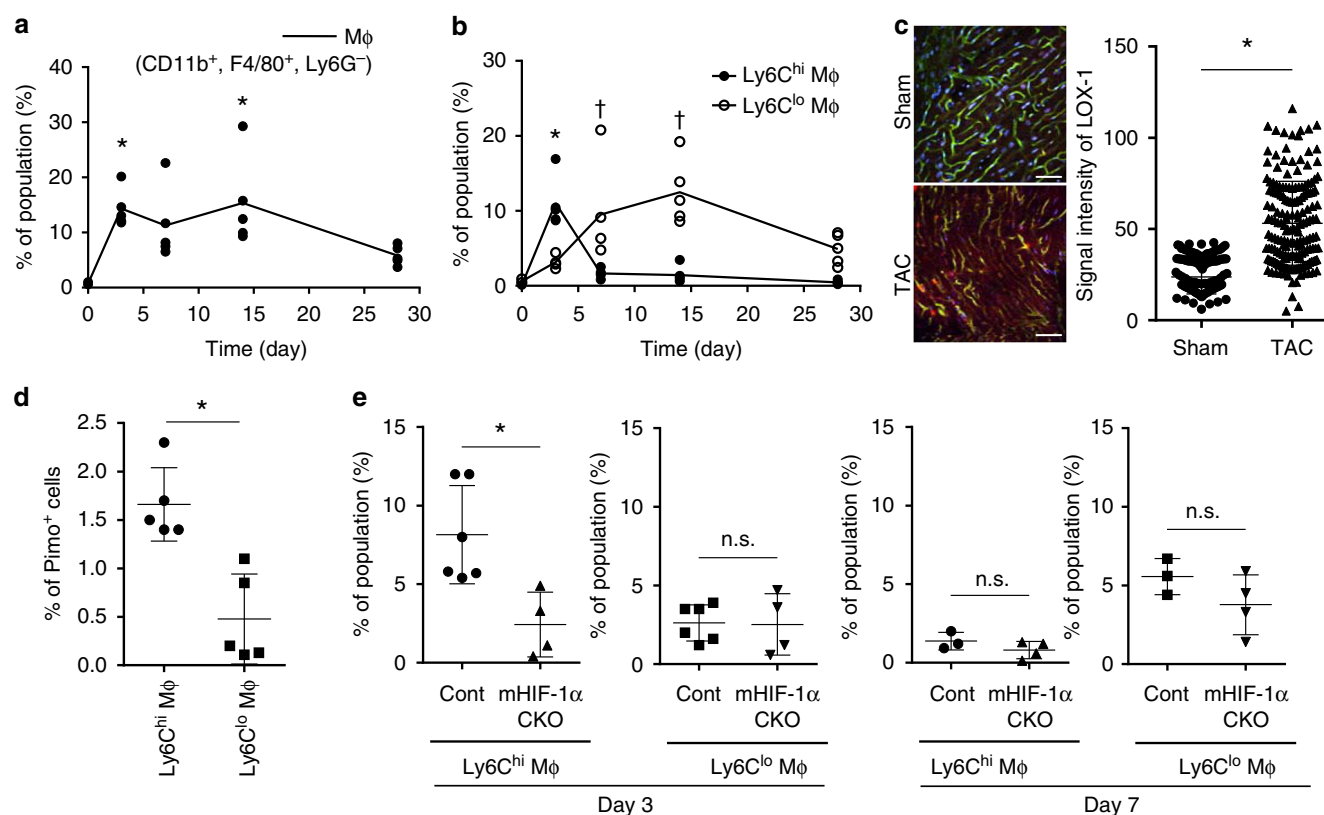 a
Mϕ
(CD11b⁺, F4/80⁺, Ly6G⁻)
% of population (%)
40
30
20
10
0
*
*
0 5 10 15 20 25 30
Time (day)
b
Ly6Cʰⁱ Mϕ
Ly6Cˡᵒ Mϕ
% of population (%)
30
20
10
0
*
†
†
0 5 10 15 20 25 30
Time (day)
c
Sham
TAC
Signal intensity of LOX-1
150
100
50
0
*
Sham TAC
d
% of Pimo⁺ cells
2.5
2.0
1.5
1.0
0.5
0.0
*
Ly6Cʰⁱ Mϕ
Ly6Cˡᵒ Mϕ
e
% of population (%)
15
10
5
0
*
Cont mHIF-1α
CKO
Ly6Cʰⁱ Mϕ
% of population (%)
15
10
5
0
n.s.
Cont mHIF-1α
CKO
Ly6Cˡᵒ Mϕ
Day 3
% of population (%)
15
10
5
0
n.s.
Cont mHIF-1α
CKO
Ly6Cʰⁱ Mϕ
% of population (%)
15
10
5
0
n.s.
Cont mHIF-1α
CKO
Ly6Cˡᵒ Mϕ
Day 7